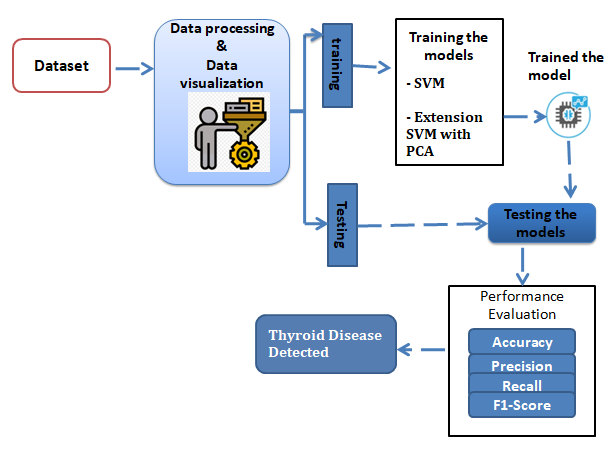 Dataset
Data processing
&
Data
visualization
training
Testing
Training the
models
- SVM
- Extension
SVM with
PCA
Trained the
model
Testing the
models
Performance
Evaluation
Accuracy
Precision
Recall
F1-Score
Thyroid Disease
Detected